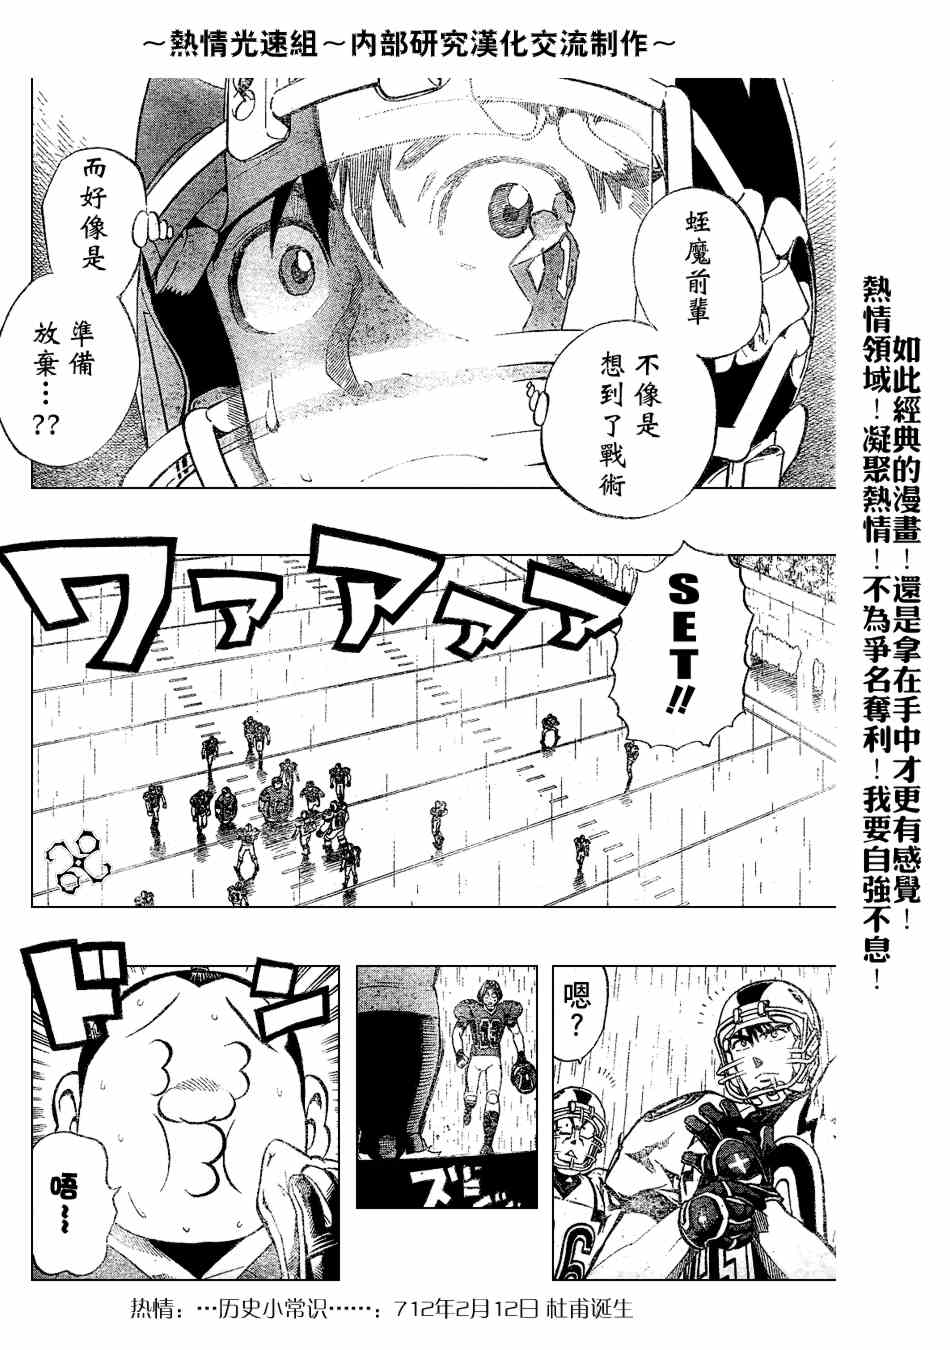 ～熱情光速組～内部研究漢化交流制作～
蛭魔前輩
不像是
想到了戰術
而好像是
準備
放棄…
??
如此經典的漫畫！還是拿在手中才更有感覺！
熱情領域！凝聚熱情！不為爭名奪利！我要自強不息！
SET!!
ワァァァァァ
嗯?
ズン
ドドーン
唔~~
热情：…历史小常识……：712年2月12日 杜甫诞生